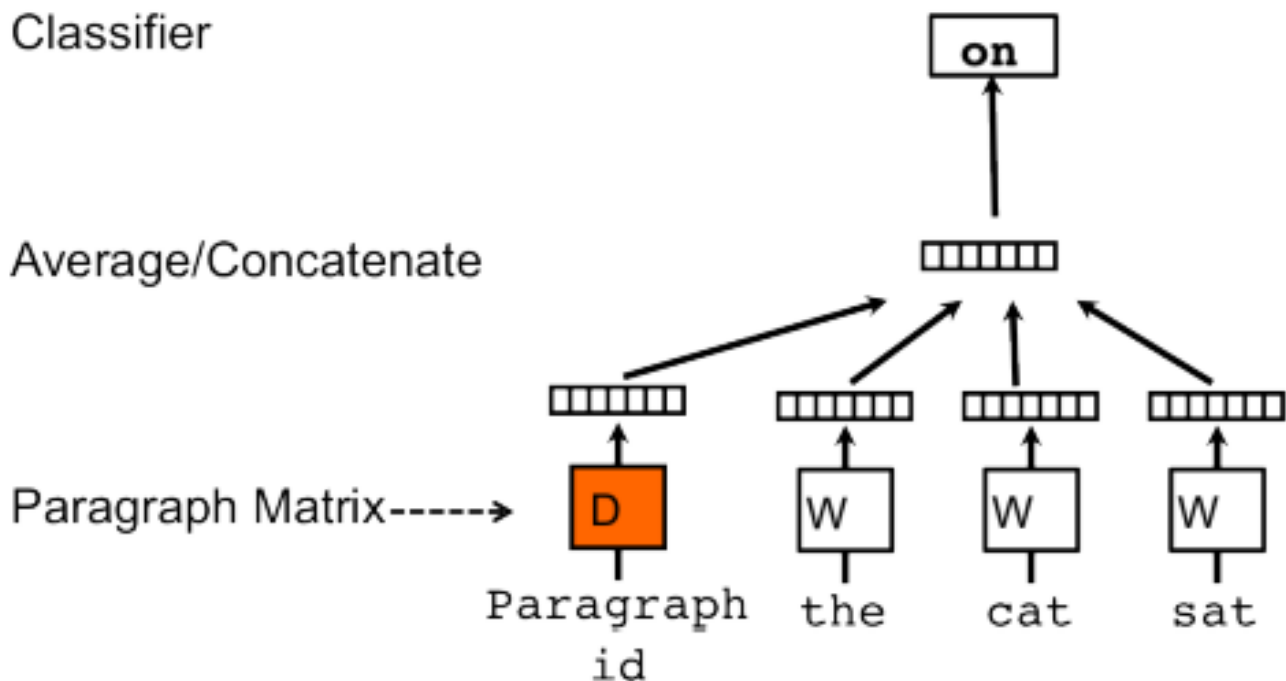 Classifier
on
Average/Concatenate
Paragraph Matrix
D
W
W
W
Paragraph id
the
cat
sat